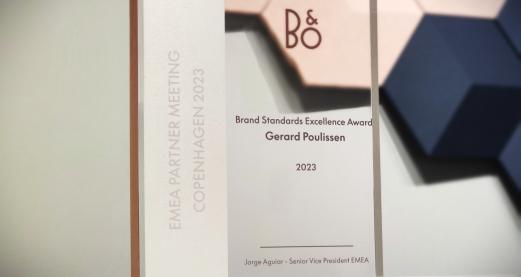 B&O
EMEA PARTNER MEETING
COPENHAGEN 2023
Brand Standards Excellence Award
Gerard Poulissen
2023
Jorge Aguiar - Senior Vice President EMEA